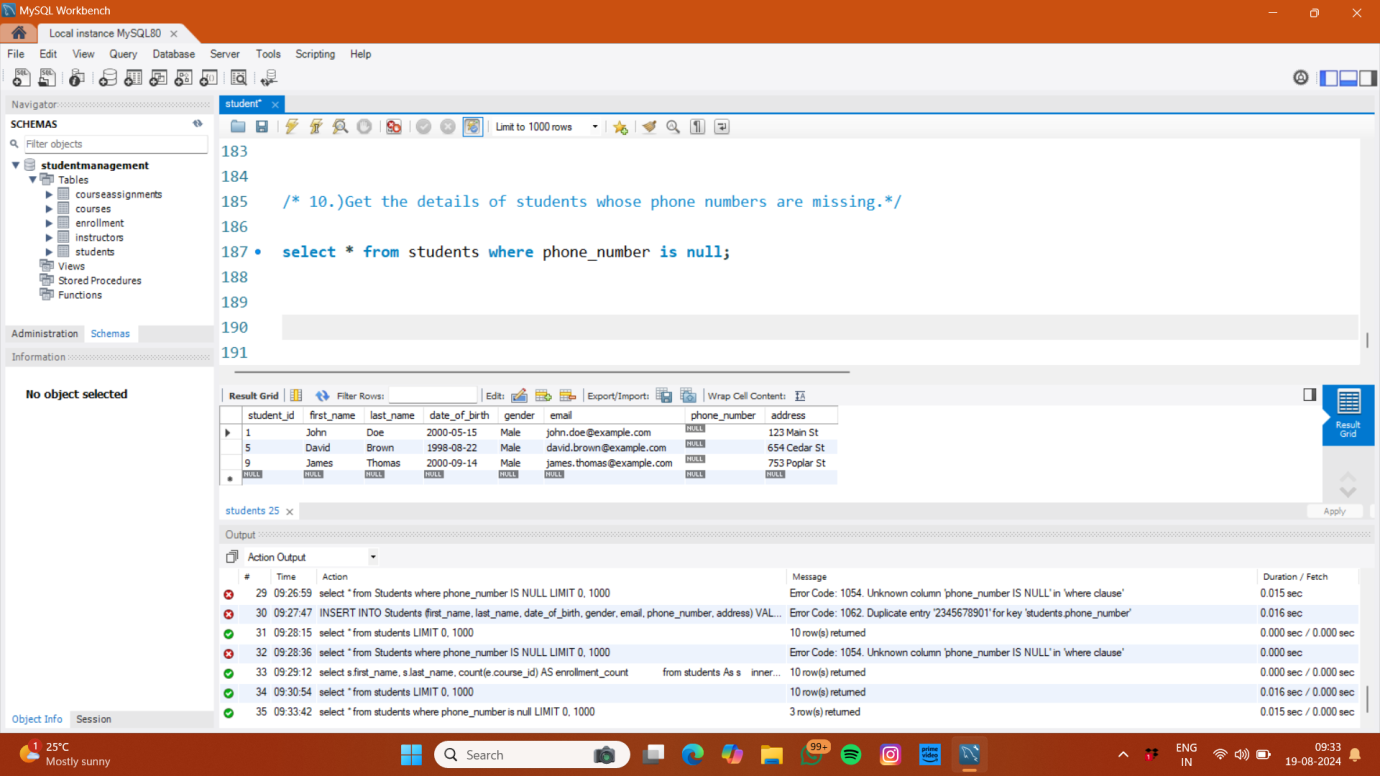 MySQL Workbench
Local instance MySQL80
File Edit View Query Database Server Tools Scripting Help
Navigator
SCHEMAS
Filter objects
studentmanagement
Tables
courseassignments
courses
enrollment
instructors
students
Views
Stored Procedures
Functions
Administration Schemas
Information
No object selected
Object Info Session
student*
Limit to 1000 rows
183
184
185 /* 10.)Get the details of students whose phone numbers are missing.*/
186
187 select * from students where phone_number is null;
188
189
190
191
Result Grid Filter Rows: Edit: Export/Import: Wrap Cell Content:
student_id first_name last_name date_of_birth gender email phone_number address
1 John Doe 2000-05-15 Male john.doe@example.com NULL 123 Main St
5 David Brown 1998-08-22 Male david.brown@example.com NULL 654 Cedar St
9 James Thomas 2000-09-14 Male james.thomas@example.com NULL 753 Poplar St
NULL NULL NULL NULL NULL NULL NULL NULL
Result
Grid
students 25
Apply
Output
Action Output
# Time Action Message Duration / Fetch
29 09:26:59 select * from Students where phone_number IS NULL LIMIT 0, 1000 Error Code: 1054. Unknown column 'phone_number IS NULL' in 'where clause' 0.015 sec
30 09:27:47 INSERT INTO Students (first_name, last_name, date_of_birth, gender, email, phone_number, address) VAL... Error Code: 1062. Duplicate entry '2345678901' for key 'students.phone_number' 0.016 sec
31 09:28:15 select * from students LIMIT 0, 1000 10 row(s) returned 0.000 sec / 0.000 sec
32 09:28:36 select * from Students where phone_number IS NULL LIMIT 0, 1000 Error Code: 1054. Unknown column 'phone_number IS NULL' in 'where clause' 0.000 sec
33 09:29:12 select s.first_name, s.last_name, count(e.course_id) AS enrollment_count from students As s inner... 10 row(s) returned 0.000 sec / 0.000 sec
34 09:30:54 select * from students LIMIT 0, 1000 10 row(s) returned 0.016 sec / 0.000 sec
35 09:33:42 select * from students where phone_number is null LIMIT 0, 1000 3 row(s) returned 0.015 sec / 0.000 sec
1
25°C
Mostly sunny
Search
99+
prime video
ENG
IN
09:33
19-08-2024